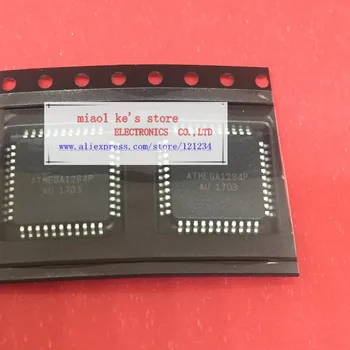 miaol ke's store
ELECTRONICS CO.,LTD
www.aliexpress.com/store/121234
ATMEGA1284P
AU 1703
ATMEGA1284P
AU 1703